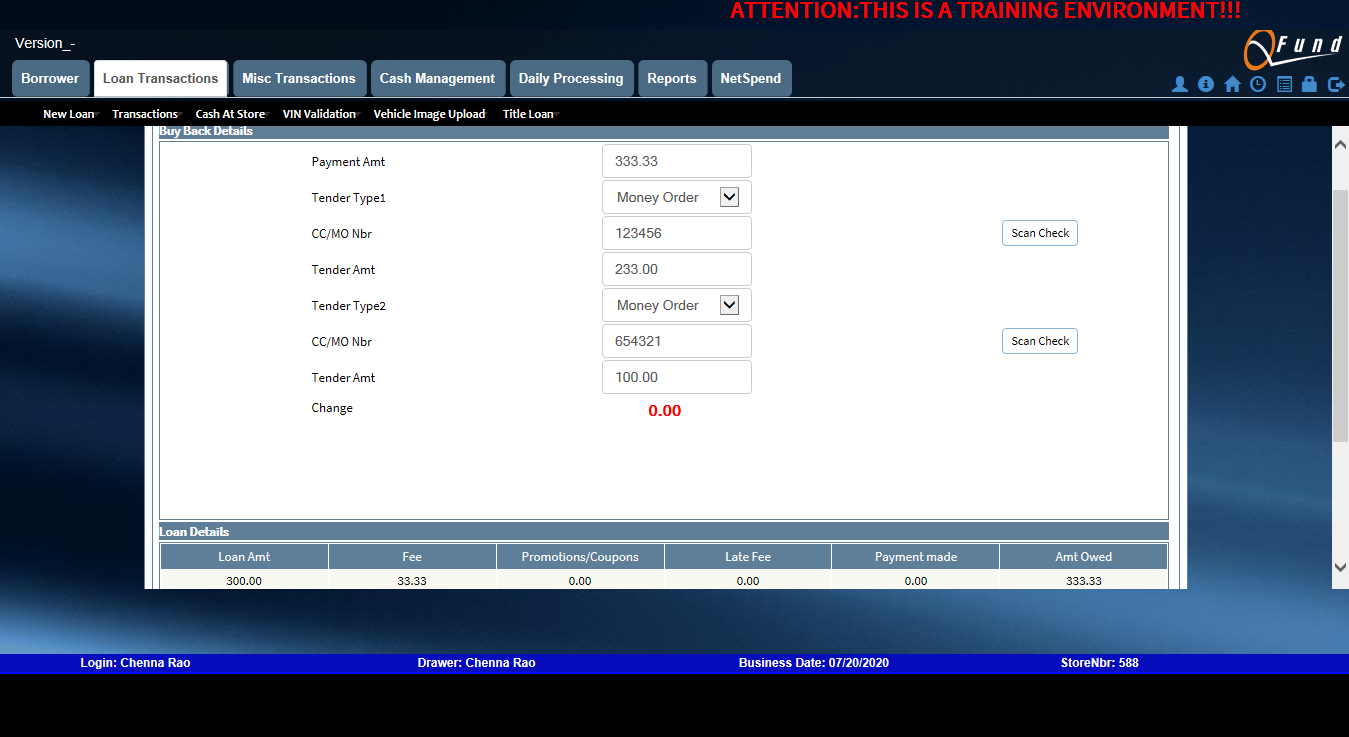 ATTENTION:THIS IS A TRAINING ENVIRONMENT!!!
Version_-
QFund
Borrower Loan Transactions Misc Transactions Cash Management Daily Processing Reports NetSpend
New Loan Transactions Cash At Store VIN Validation Vehicle Image Upload Title Loan
Buy Back Details
Payment Amt 333.33
Tender Type1 Money Order
CC/MO Nbr 123456 Scan Check
Tender Amt 233.00
Tender Type2 Money Order
CC/MO Nbr 654321 Scan Check
Tender Amt 100.00
Change 0.00
Loan Details
Loan Amt Fee Promotions/Coupons Late Fee Payment made Amt Owed
300.00 33.33 0.00 0.00 0.00 333.33
Login: Chenna Rao Drawer: Chenna Rao Business Date: 07/20/2020 StoreNbr: 588